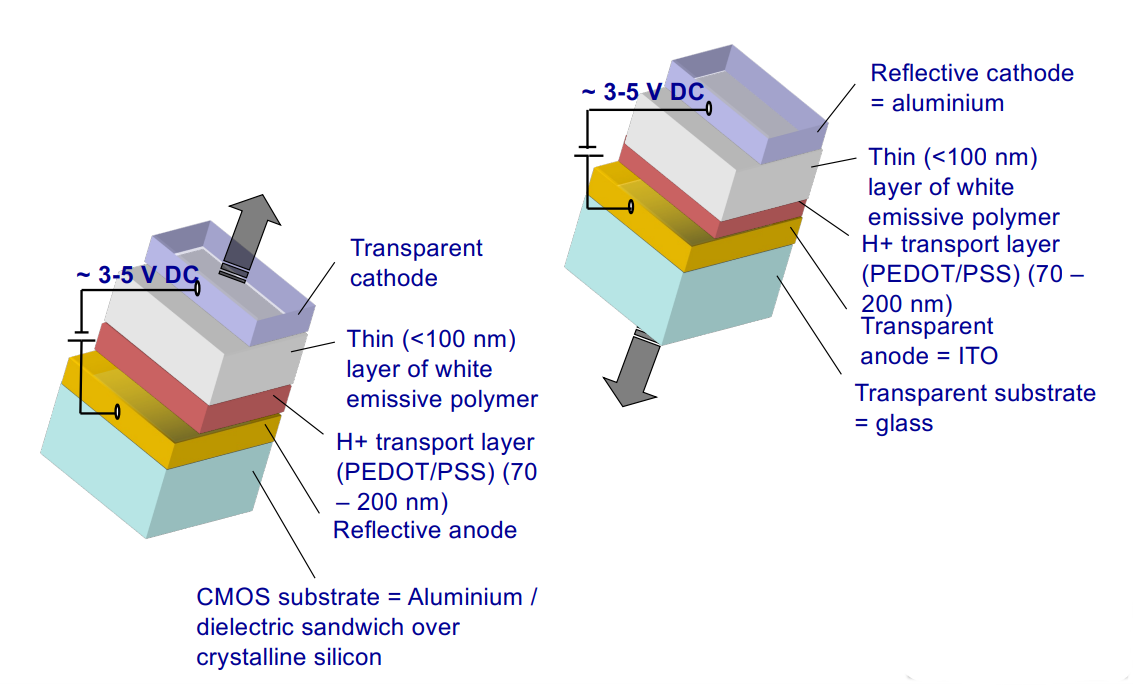 ~ 3-5 V DC
Transparent
cathode
Thin (<100 nm)
layer of white
emissive polymer
H+ transport layer
(PEDOT/PSS) (70
– 200 nm)
Reflective anode
CMOS substrate = Aluminium /
dielectric sandwich over
crystalline silicon
~ 3-5 V DC
Reflective cathode
= aluminium
Thin (<100 nm)
layer of white
emissive polymer
H+ transport layer
(PEDOT/PSS) (70 –
200 nm)
Transparent
anode = ITO
Transparent substrate
= glass